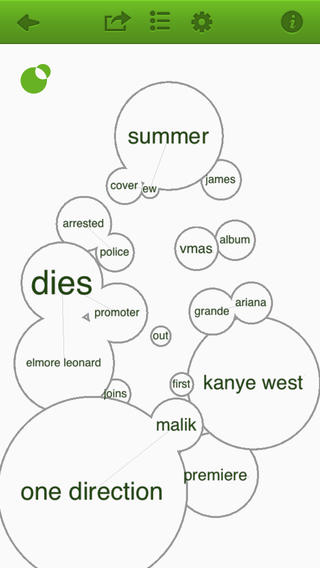 summer
cover
ew
james
arrested
police
album
vmas
dies
promoter
ariana
grande
out
elmore leonard
first
kanye west
joins
malik
premiere
one direction